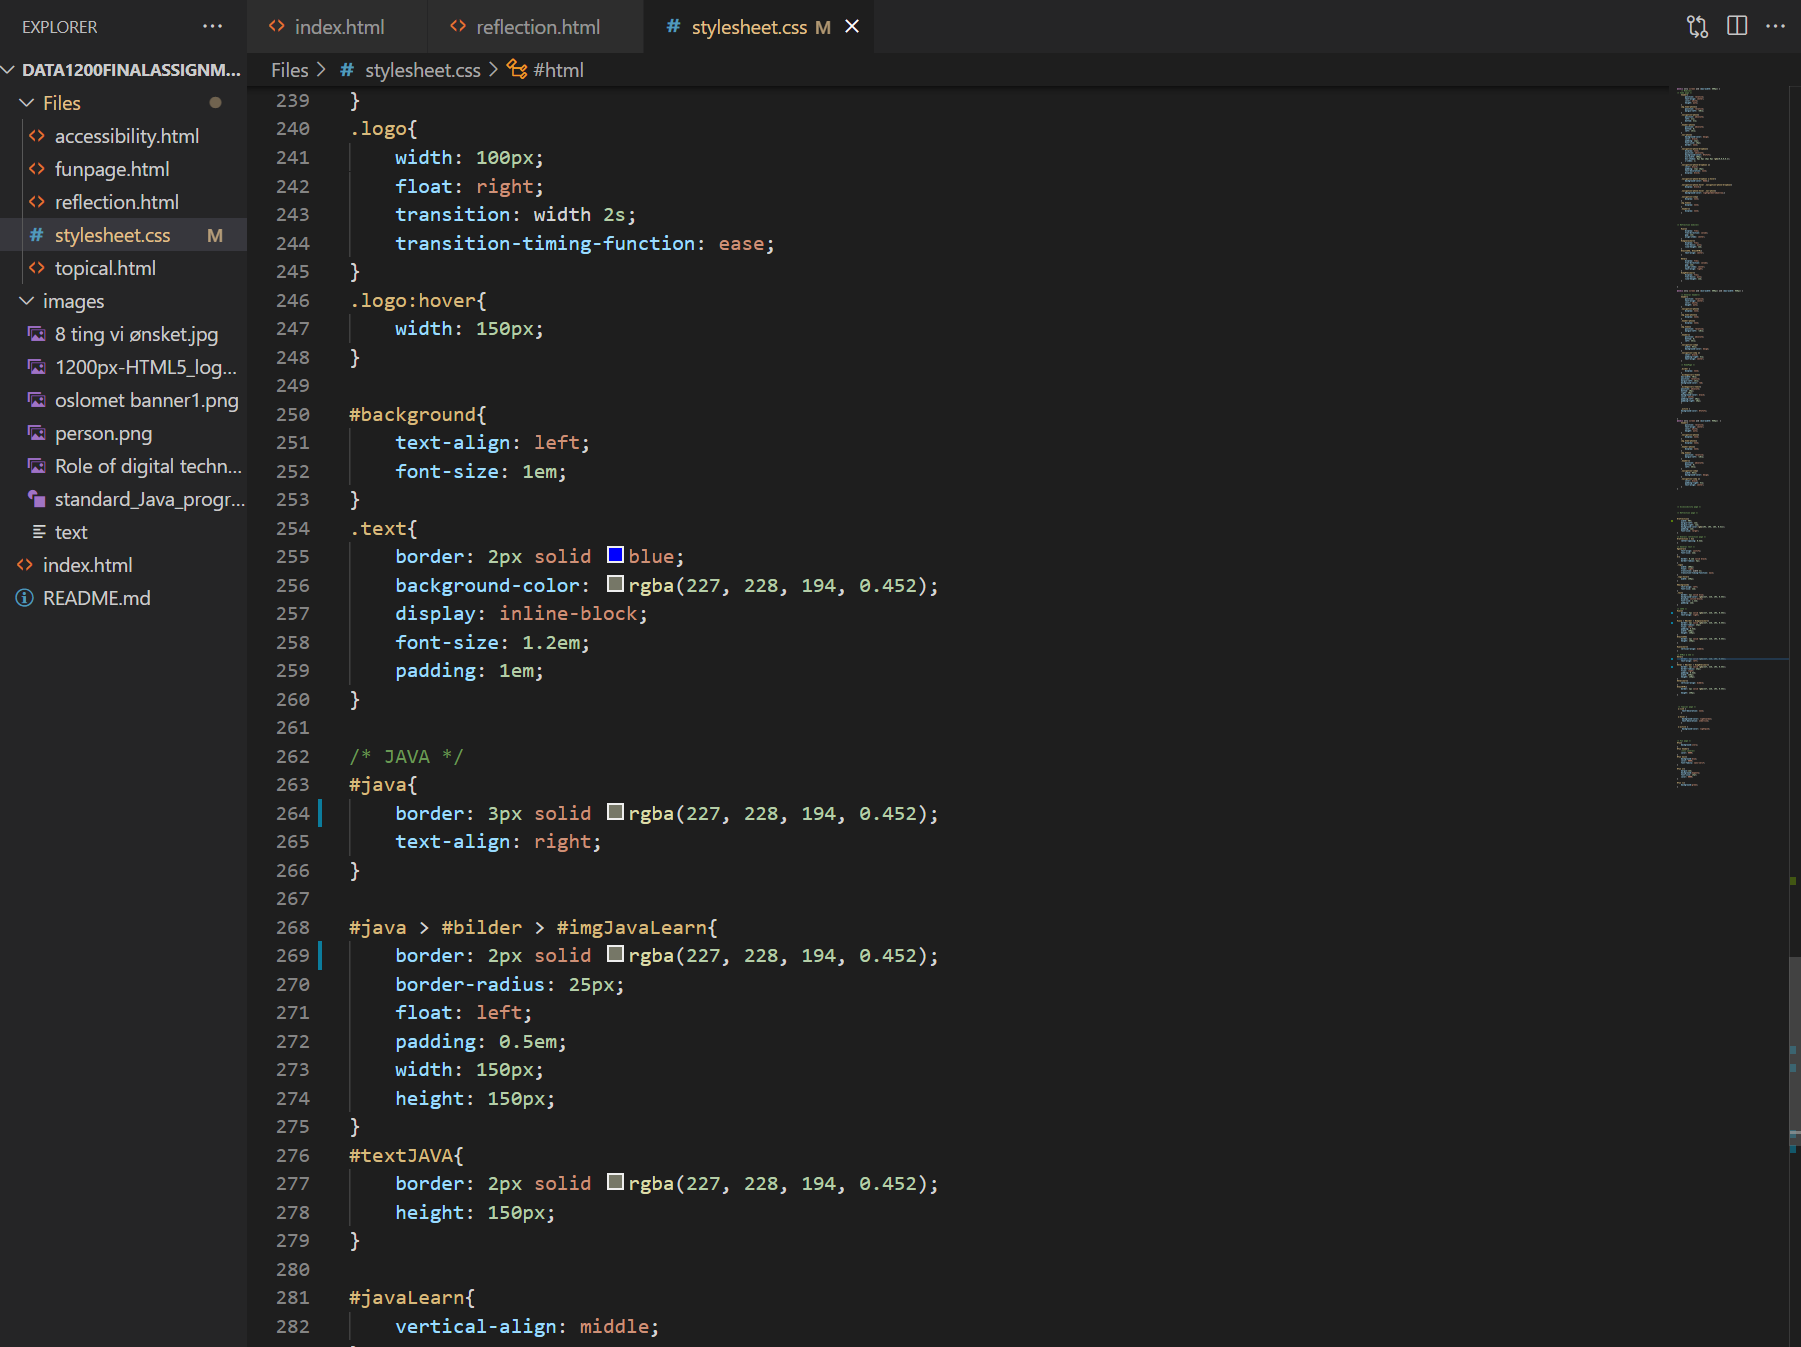 EXPLORER ···
index.html
reflection.html
# stylesheet.css M
DATA1200FINALASSIGNM...
Files
accessibility.html
funpage.html
reflection.html
# stylesheet.css M
topical.html
images
8 ting vi ønsket.jpg
1200px-HTML5_log...
oslomet banner1.png
person.png
Role of digital techn...
standard_Java_progr...
text
index.html
README.md
Files > # stylesheet.css > #html
239 }
240 .logo{
241     width: 100px;
242     float: right;
243     transition: width 2s;
244     transition-timing-function: ease;
245 }
246 .logo:hover{
247     width: 150px;
248 }
249
250 #background{
251     text-align: left;
252     font-size: 1em;
253 }
254 .text{
255     border: 2px solid blue;
256     background-color: rgba(227, 228, 194, 0.452);
257     display: inline-block;
258     font-size: 1.2em;
259     padding: 1em;
260 }
261
262 /* JAVA */
263 #java{
264     border: 3px solid rgba(227, 228, 194, 0.452);
265     text-align: right;
266 }
267
268 #java > #bilder > #imgJavaLearn{
269     border: 2px solid rgba(227, 228, 194, 0.452);
270     border-radius: 25px;
271     float: left;
272     padding: 0.5em;
273     width: 150px;
274     height: 150px;
275 }
276 #textJAVA{
277     border: 2px solid rgba(227, 228, 194, 0.452);
278     height: 150px;
279 }
280
281 #javaLearn{
282     vertical-align: middle;